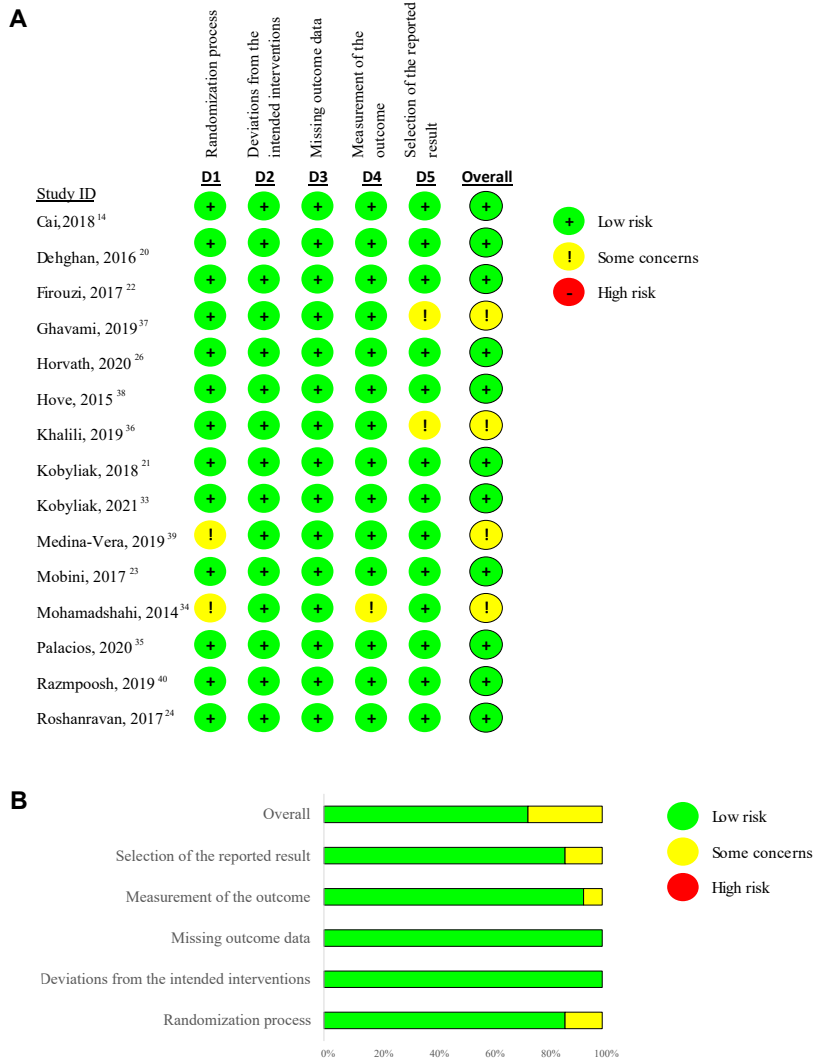 A
Randomization process
Deviations from the
intended interventions
Missing outcome data
Measurement of the
outcome
Selection of the reported
result
D1 D2 D3 D4 D5 Overall
Study ID
+ + + + + +
Cai,2018 14
+ + + + + +
Dehghan, 2016 20
+ + + + + +
Firouzi, 2017 22
+ + + + ! !
Ghavami, 2019 37
+ + + + + +
Horvath, 2020 26
+ + + + + +
Hove, 2015 38
+ + + + ! !
Khalili, 2019 36
+ + + + + +
Kobyliak, 2018 21
+ + + + + +
Kobyliak, 2021 33
! + + + + !
Medina-Vera, 2019 39
+ + + + + +
Mobini, 2017 23
! + + ! + !
Mohamadshahi, 2014 34
+ + + + + +
Palacios, 2020 35
+ + + + + +
Razmpoosh, 2019 40
+ + + + + +
Roshanravan, 2017 24
+ Low risk
! Some concerns
- High risk
B
Overall
Selection of the reported result
Measurement of the outcome
Missing outcome data
Deviations from the intended interventions
Randomization process
0% 20% 40% 60% 80% 100%
Low risk
Some concerns
High risk